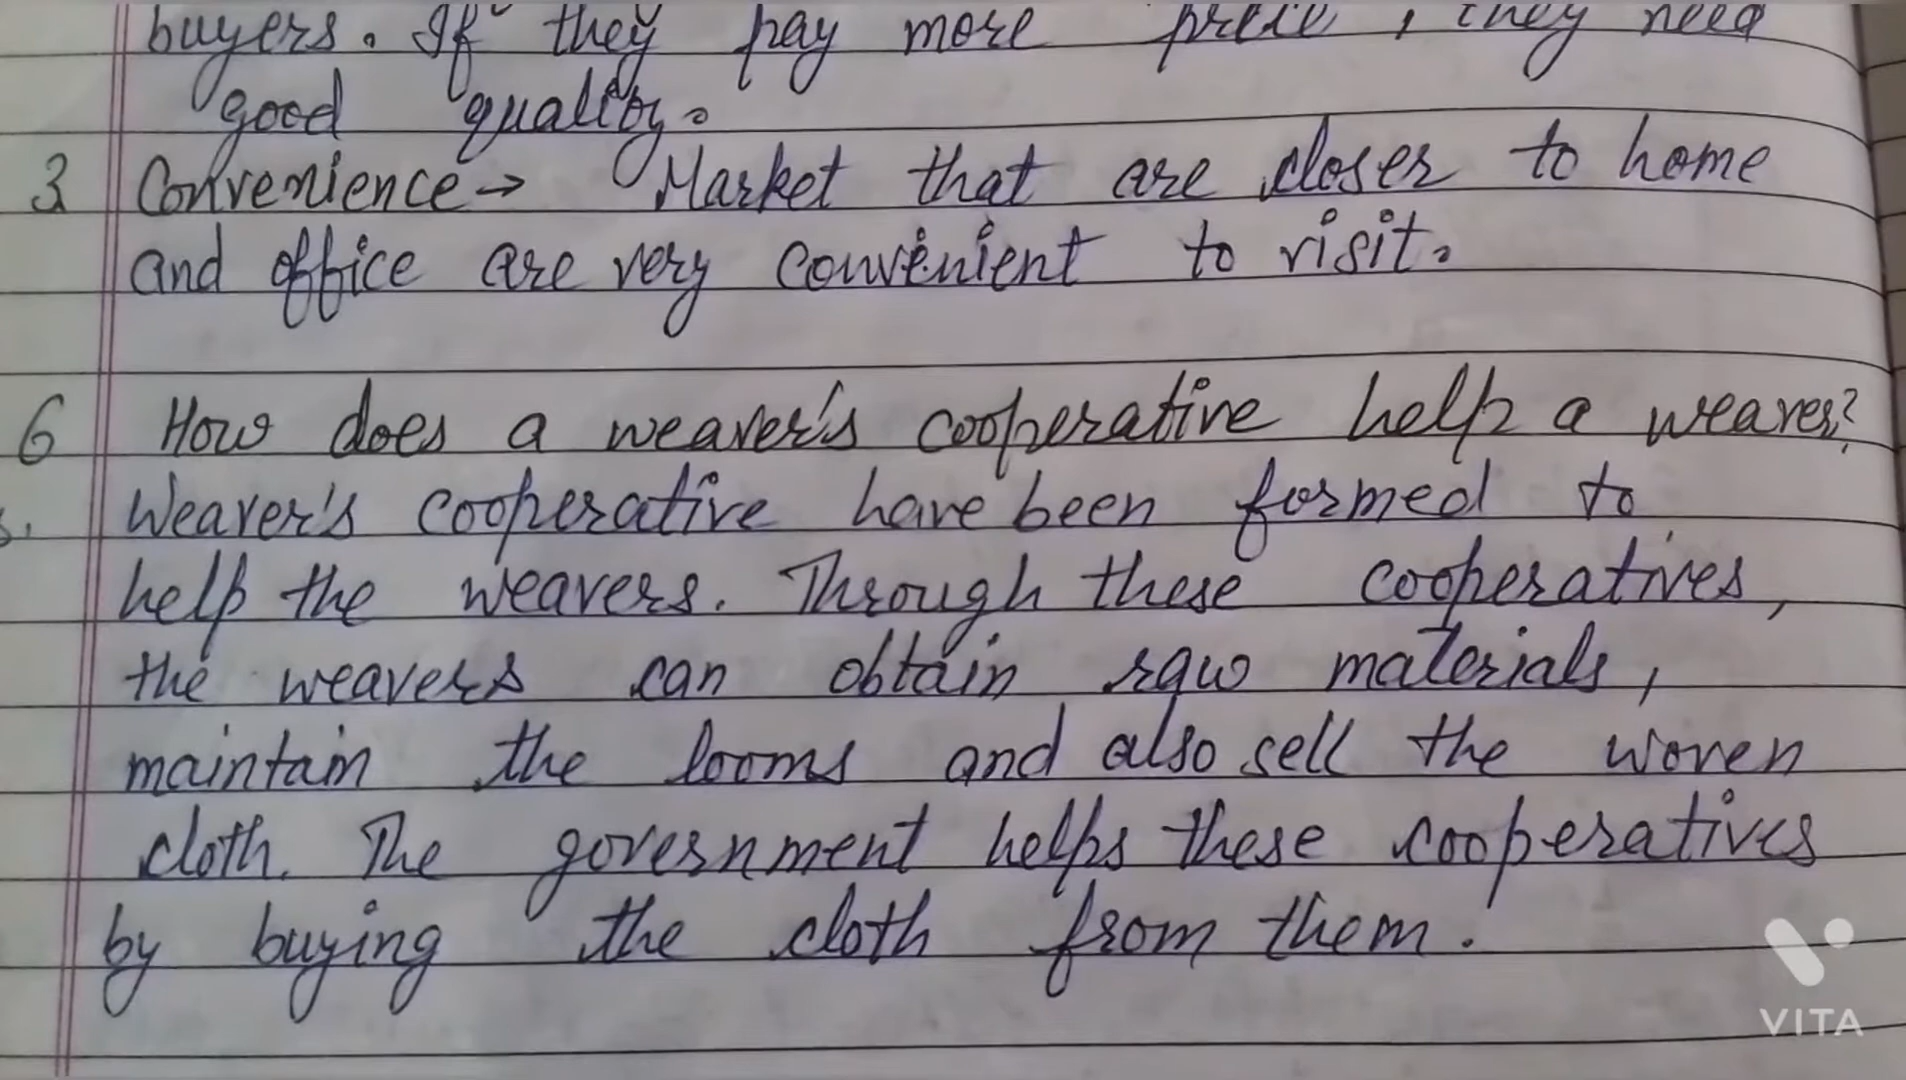 buyers. If they pay more price, they need
good quality.
3 Convenience → Market that are closer to home
and office are very convenient to visit.
6 How does a weaver's cooperative help a weaver?
Weaver's cooperative have been formed to
help the weavers. Through these cooperatives,
the weavers can obtain raw materials,
maintain the looms and also sell the woven
cloth. The government helps these cooperatives
by buying the cloth from them.
VITA